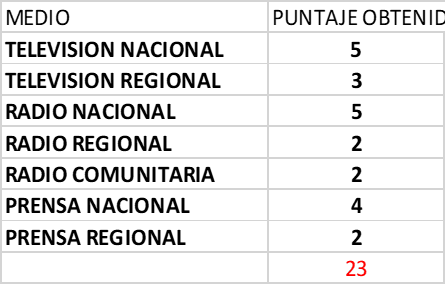 MEDIO PUNTAJE OBTENID
TELEVISION NACIONAL 5
TELEVISION REGIONAL 3
RADIO NACIONAL 5
RADIO REGIONAL 2
RADIO COMUNITARIA 2
PRENSA NACIONAL 4
PRENSA REGIONAL 2
23